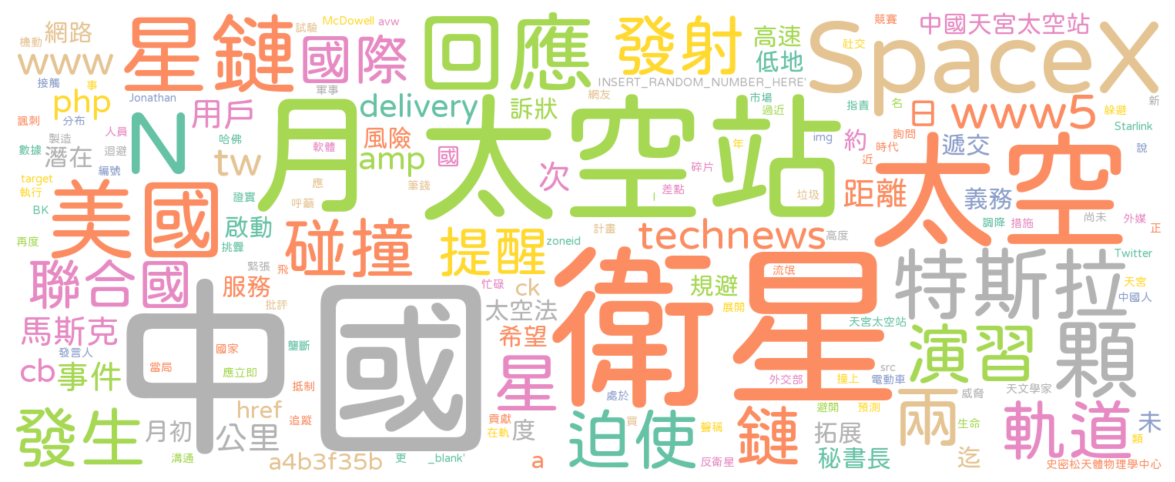 McDowell avw 競賽 中國天宮太空站
網路 試驗 發射 高速 社交
機動 www 星鏈 國際 回應 低地 SpaceX
接觸 事 軍事 INSERT_RANDOM_NUMBER_HERE'
php Jonathan 用戶 delivery 訴狀 網友 市場 指責 名 躲避 新
諷刺 分布 N 月 太空站 過近 日 www5
數據 製造 人員 哈佛 軟體 風險 img 約 詢問 Starlink
潛在 迴避 tw amp 國 碎片 年 遞交 近 時代 說
target 編號 證實 應 筆錢 次 差點 I 垃圾 距離 太空
執行 BK 美國 呼籲 計畫 高度 義務 尚未 外媒
再度 啟動 挑釁 碰撞 提醒 zoneid technews 調降 措施 正
聯合國 緊張 飛 忙碌 流氓 特斯拉 Twitter
服務 批評 ck 規避 展開 天宮 中國人
馬斯克 太空法 衛星 天宮太空站
發言人 中國 希望 演習 顆
cb 事件 當局 國家 應立即 壟斷 抵制 星 處於 外交部 撞上 src 電動車 威脅
發生 href 追蹤 貢獻 買 避開 預測 兩 天文學家
月初 公里 在軌 度 迫使 聲稱 鏈 拓展 生命 軌道 未
溝通 a4b3f35b 更 _blank' a 反衛星 秘書長 迄 類
史密松天體物理學中心